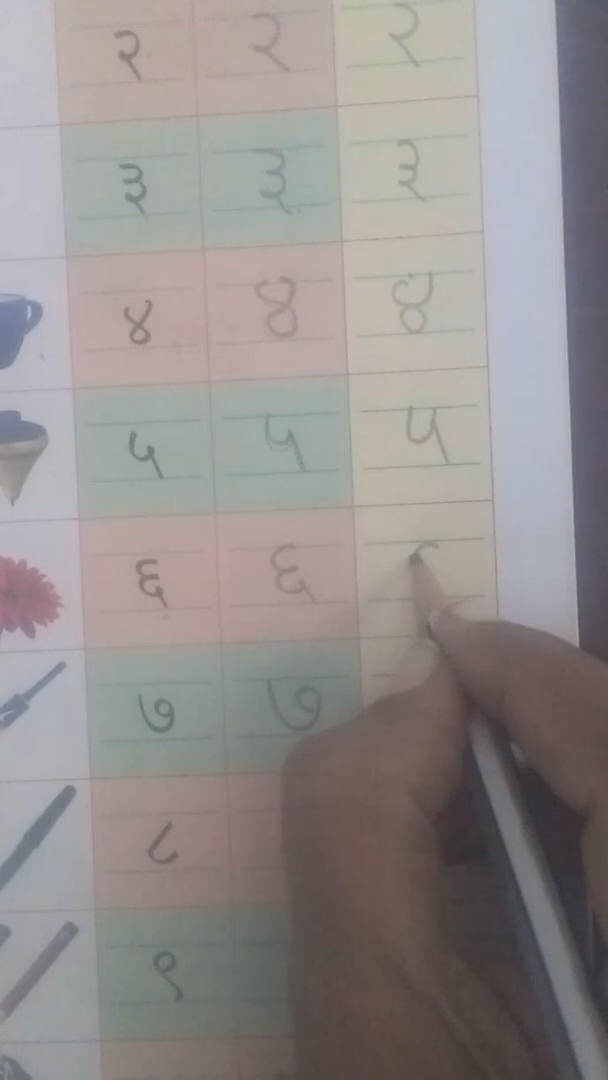 २ २ २
३ ३ ३
४ ४ ४
५ ५ ५
६ ६
७ ७
८
९